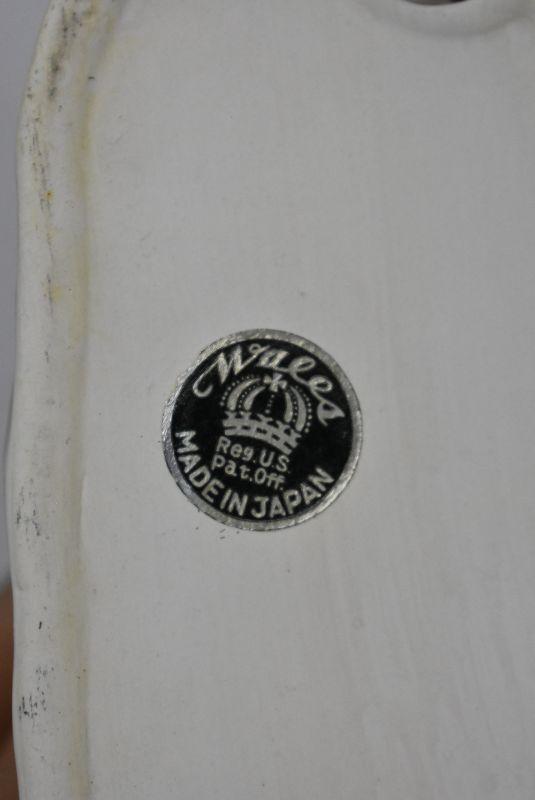 Wales
Reg. U.S.
Pat. Off
MADE IN JAPAN